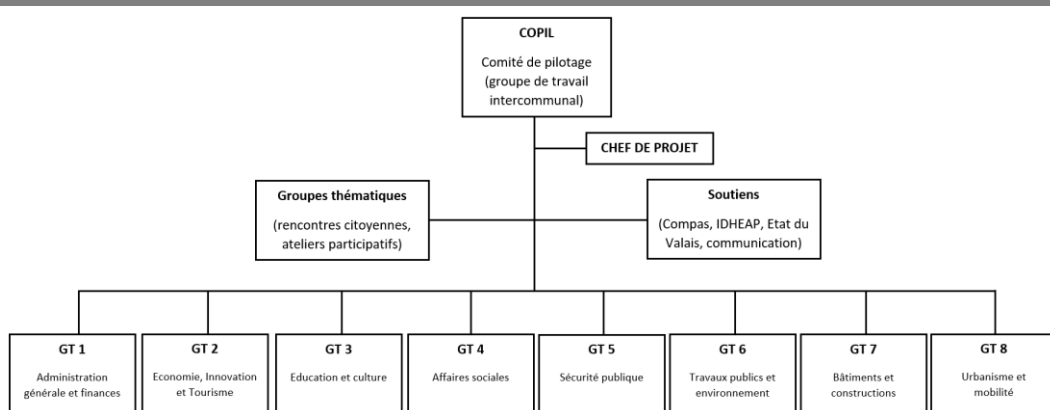 COPIL
Comité de pilotage
(groupe de travail
intercommunal)
CHEF DE PROJET
Groupes thématiques
(rencontres citoyennes,
ateliers participatifs)
Soutiens
(Compas, IDHEAP, Etat du
Valais, communication)
GT 1
Administration
générale et finances
GT 2
Economie, Innovation
et Tourisme
GT 3
Education et culture
GT 4
Affaires sociales
GT 5
Sécurité publique
GT 6
Travaux publics et
environnement
GT 7
Bâtiments et
constructions
GT 8
Urbanisme et
mobilité